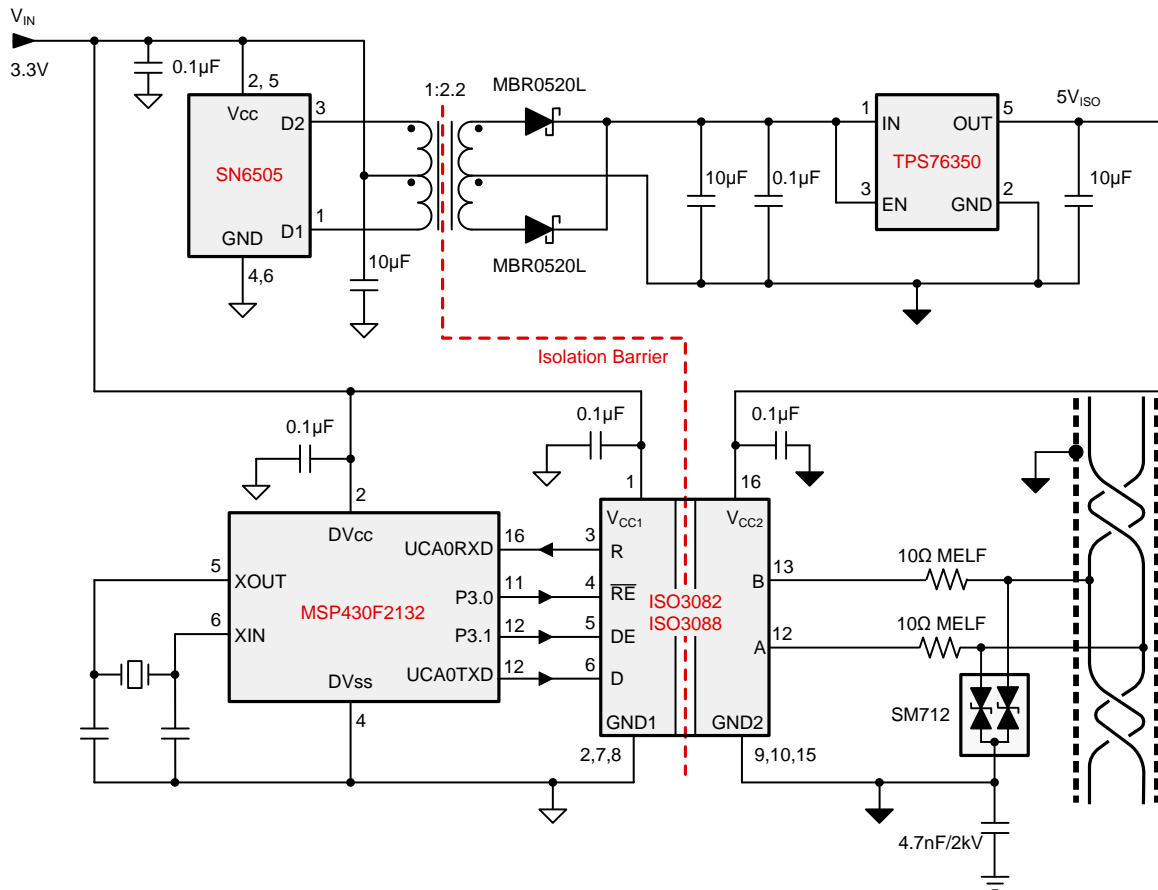 VIN
3.3V
0.1µF
2, 5
Vcc
D2
3
SN6505
D1
1
GND
4,6
10µF
1:2.2
MBR0520L
MBR0520L
10µF
0.1µF
1
IN
OUT
5
TPS76350
3
EN
GND
2
5VISO
10µF
Isolation Barrier
0.1µF
2
DVcc
5
XOUT
6
XIN
MSP430F2132
UCA0RXD
16
P3.0
11
P3.1
12
UCA0TXD
12
DVss
4
0.1µF
1
VCC1
3
R
4
RE
5
DE
6
D
GND1
2,7,8
ISO3082
ISO3088
0.1µF
16
VCC2
B
13
A
12
GND2
9,10,15
10Ω MELF
10Ω MELF
SM712
4.7nF/2kV